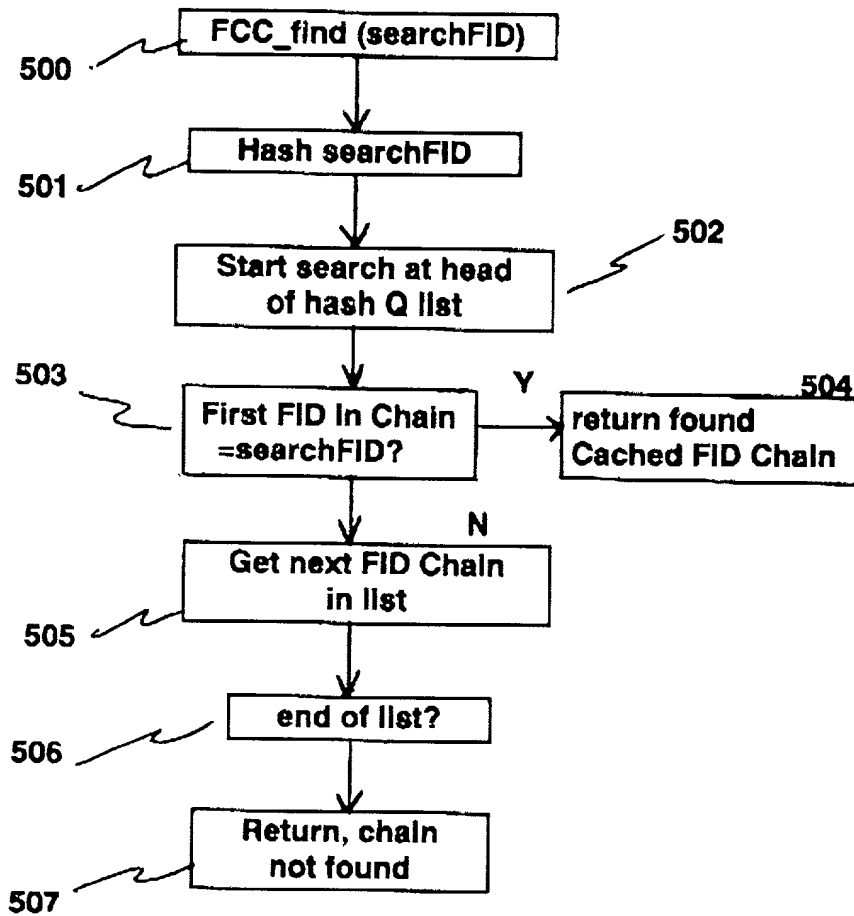 FCC_find (searchFID)
500
Hash searchFID
501
502
Start search at head
of hash Q list
503
First FID In Chain
=searchFID?
Y
504
return found
Cached FID Chain
N
Get next FID Chain
in list
505
end of list?
506
Return, chain
not found
507